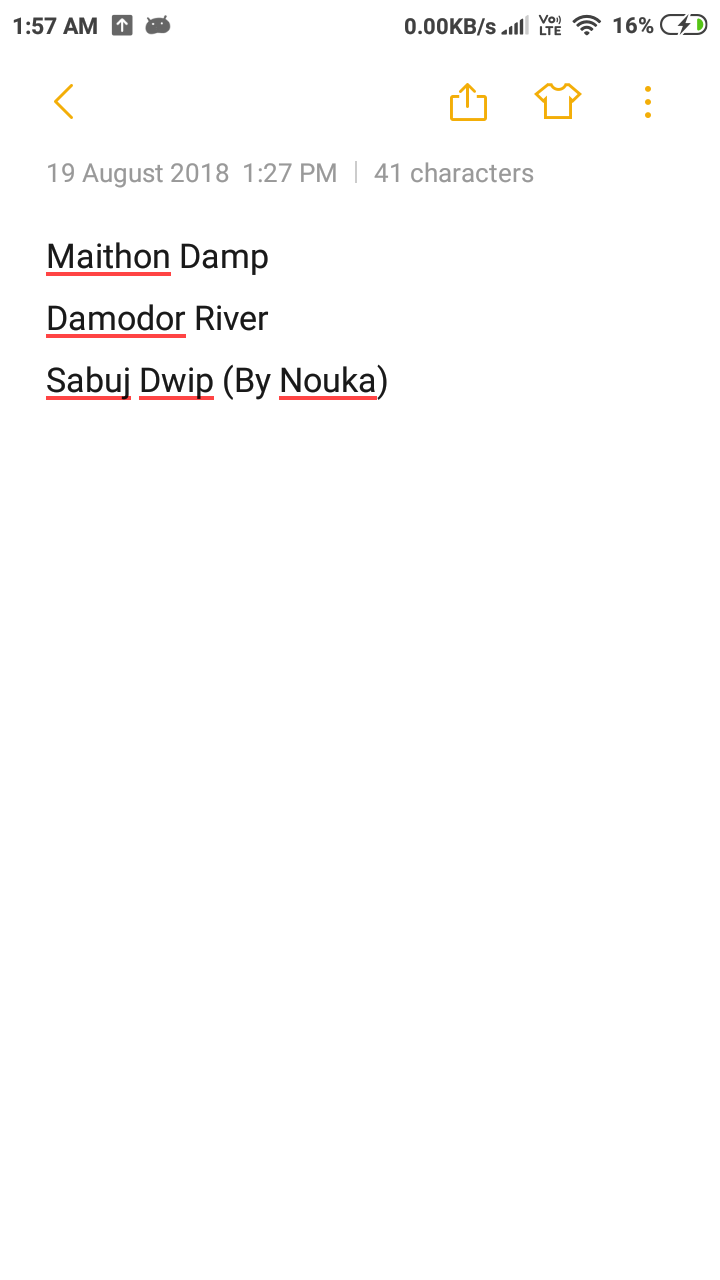 1:57 AM 0.00KB/s Vo) LTE 16%
19 August 2018 1:27 PM | 41 characters
Maithon Damp
Damodor River
Sabuj Dwip (By Nouka)